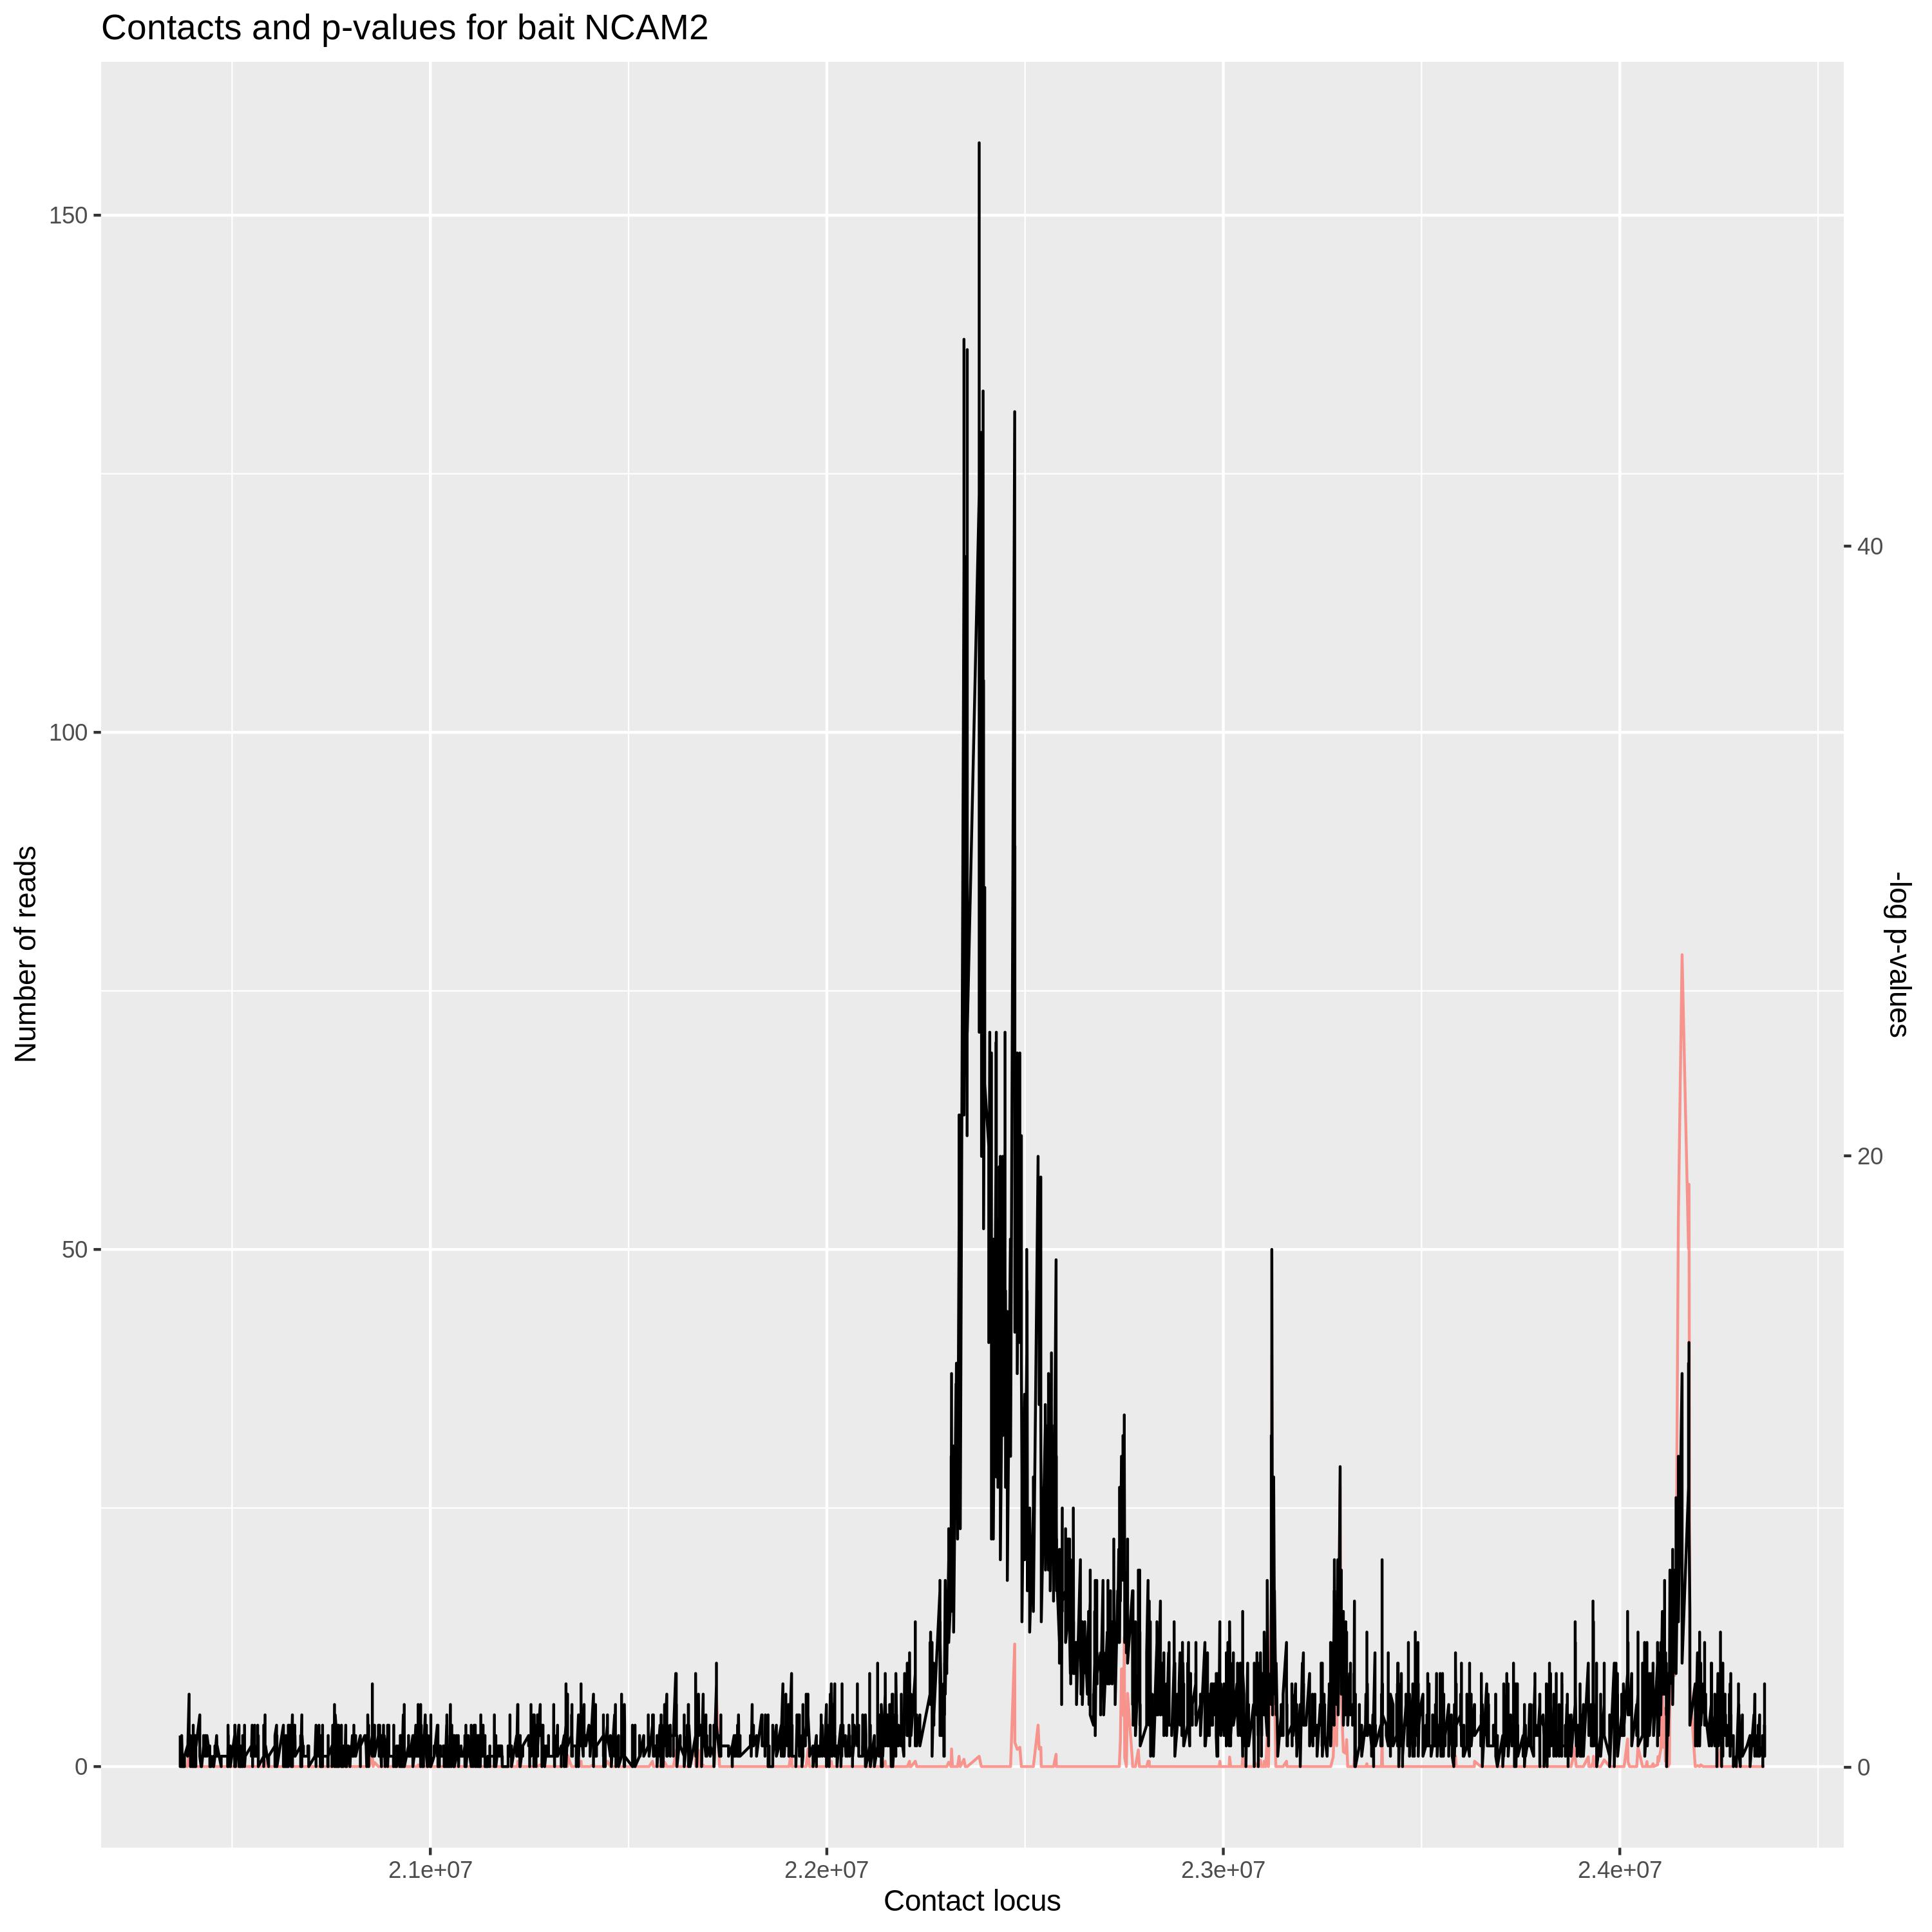 Contacts and p-values for bait NCAM2
150
100
50
0
Number of reads
40
20
0
-log p-values
2.1e+07
2.2e+07
2.3e+07
2.4e+07
Contact locus